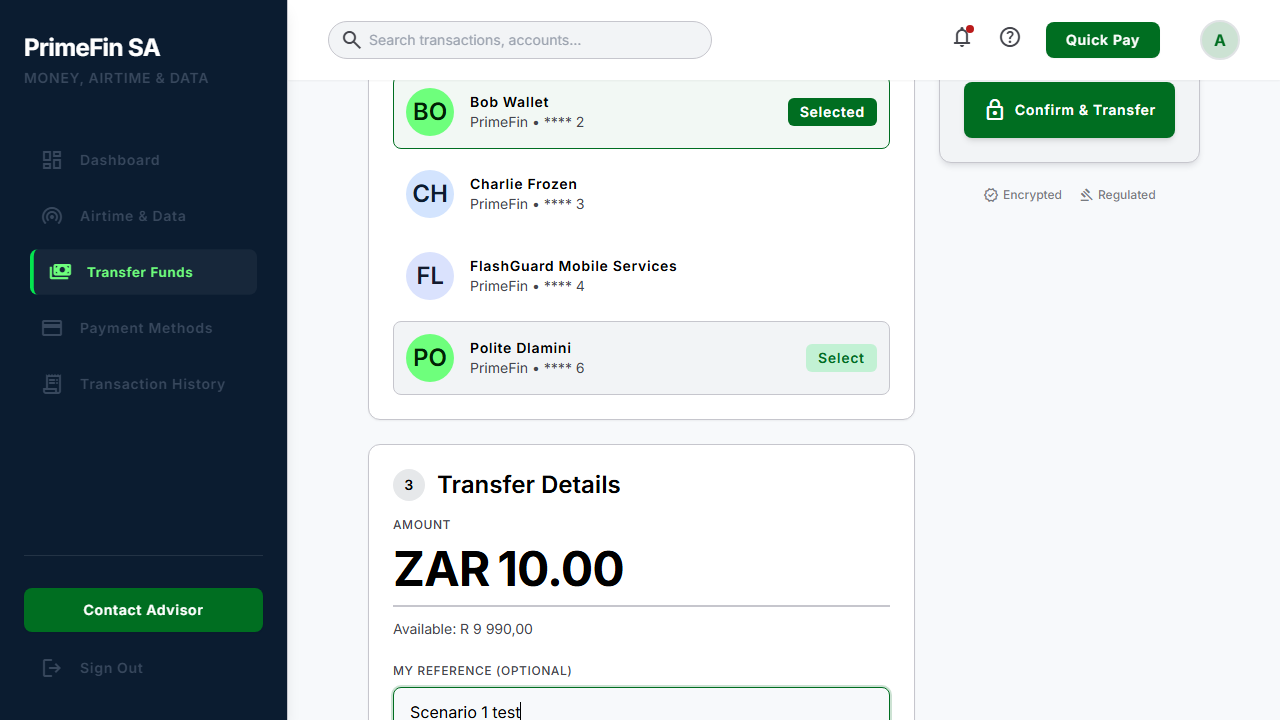 PrimeFin SA
MONEY, AIRTIME & DATA
Dashboard
Airtime & Data
Transfer Funds
Payment Methods
Transaction History
Contact Advisor
Sign Out
Search transactions, accounts...
Quick Pay
A
BO
Bob Wallet
PrimeFin • **** 2
Selected
CH
Charlie Frozen
PrimeFin • **** 3
FL
FlashGuard Mobile Services
PrimeFin • **** 4
PO
Polite Dlamini
PrimeFin • **** 6
Select
3
Transfer Details
AMOUNT
ZAR 10.00
Available: R 9 990,00
MY REFERENCE (OPTIONAL)
Scenario 1 test
Confirm & Transfer
Encrypted
Regulated